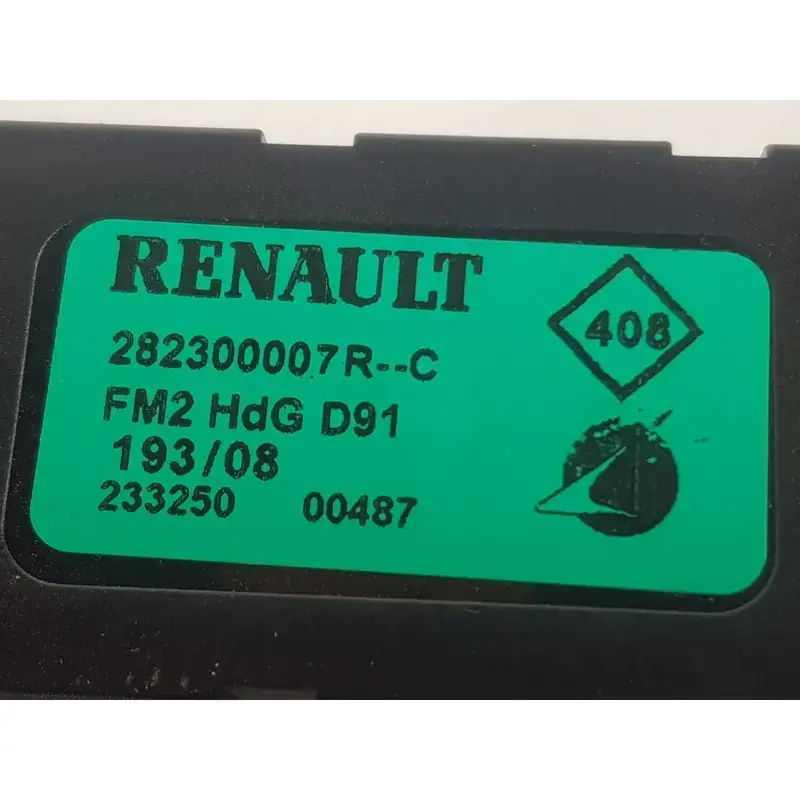 RENAULT
408
282300007R--C
FM2 HdG D91
193/08
233250 00487